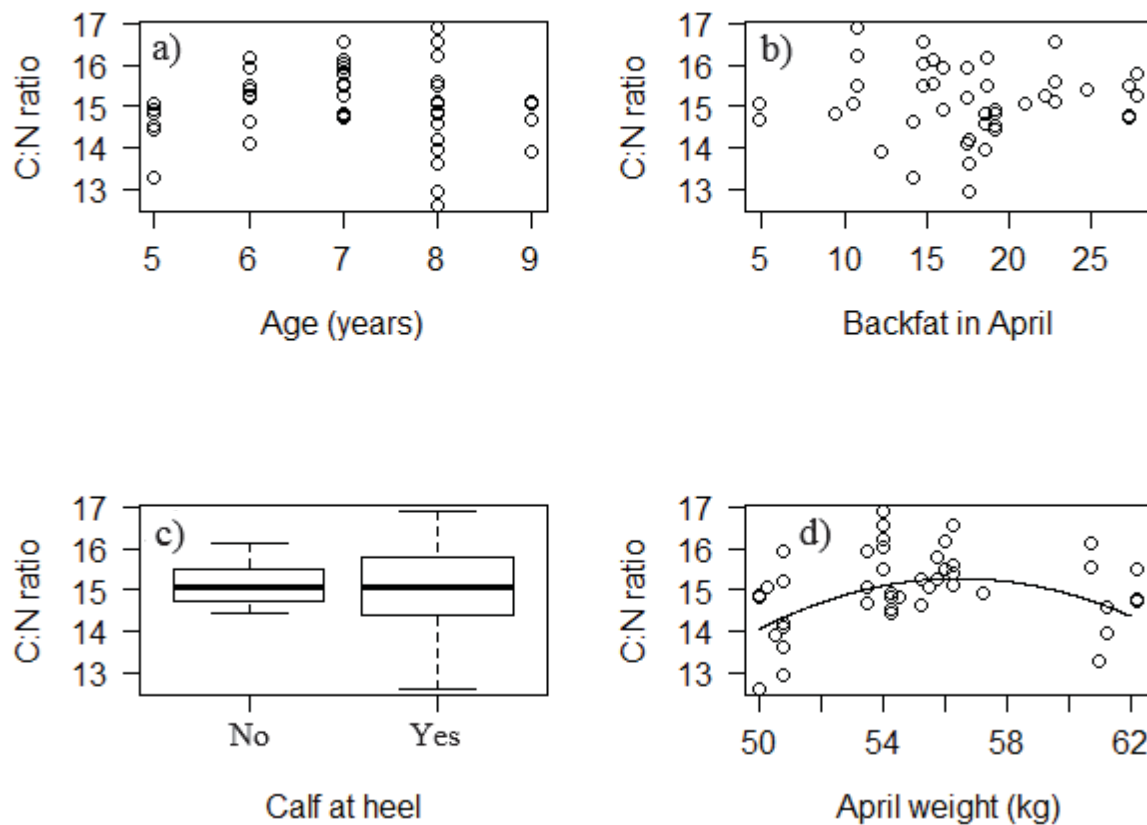 a)
C:N ratio
17
16
15
14
13
5 6 7 8 9
Age (years)
b)
C:N ratio
17
16
15
14
13
5 10 15 20 25
Backfat in April
c)
C:N ratio
17
16
15
14
13
No Yes
Calf at heel
d)
C:N ratio
17
16
15
14
13
50 54 58 62
April weight (kg)